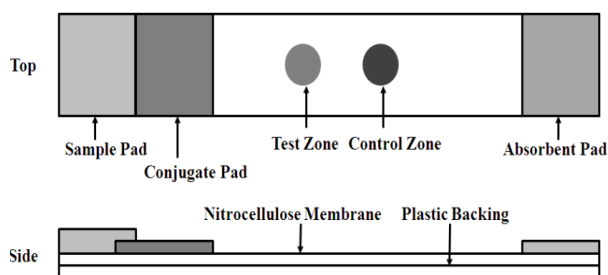 Top
Sample Pad
Conjugate Pad
Test Zone
Control Zone
Absorbent Pad
Nitrocellulose Membrane
Plastic Backing
Side